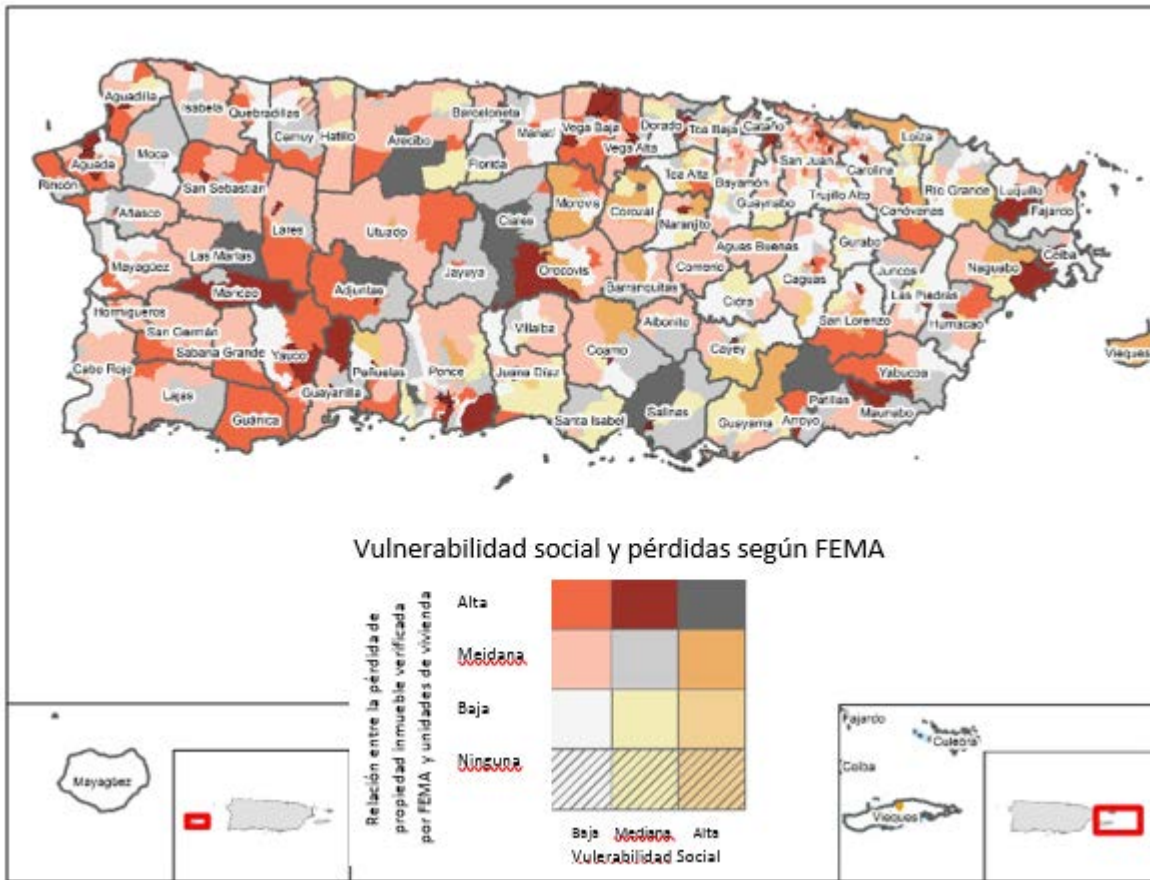 Aguadilla
Isabela
Quebradillas
Camuy
Hatillo
Arecibo
Barceloneta
Manatí
Vega Baja
Vega Alta
Dorado
Toa Baja
Cataño
San Juan
Carolina
Loíza
Río Grande
Luquillo
Fajardo
Rincón
Aguada
Moca
San Sebastián
Florida
Toa Alta
Bayamón
Guaynabo
Trujillo Alto
Canóvanas
Añasco
Lares
Utuado
Ciales
Morovis
Corozal
Naranjito
Aguas Buenas
Gurabo
Naguabo
Ceiba
Mayagüez
Las Marías
Maricao
Adjuntas
Jayuya
Orocovis
Barranquitas
Comerío
Cidra
Caguas
Juncos
Las Piedras
Humacao
Hormigueros
San Germán
Sabana Grande
Yauco
Villalba
Aibonito
San Lorenzo
Vieques
Cabo Rojo
Lajas
Guánica
Guayanilla
Peñuelas
Ponce
Juana Díaz
Coamo
Cayey
Yabucoa
Santa Isabel
Salinas
Guayama
Arroyo
Patillas
Maunabo
Vulnerabilidad social y pérdidas según FEMA
Relación entre la pérdida de
propiedad inmueble verificada
por FEMA y unidades de vivienda
Alta
Meidana
Baja
Ninguna
Baja Mediana Alta
Vulerabilidad Social
Mayagüez
Fajardo
Culebra
Ceiba
Vieques